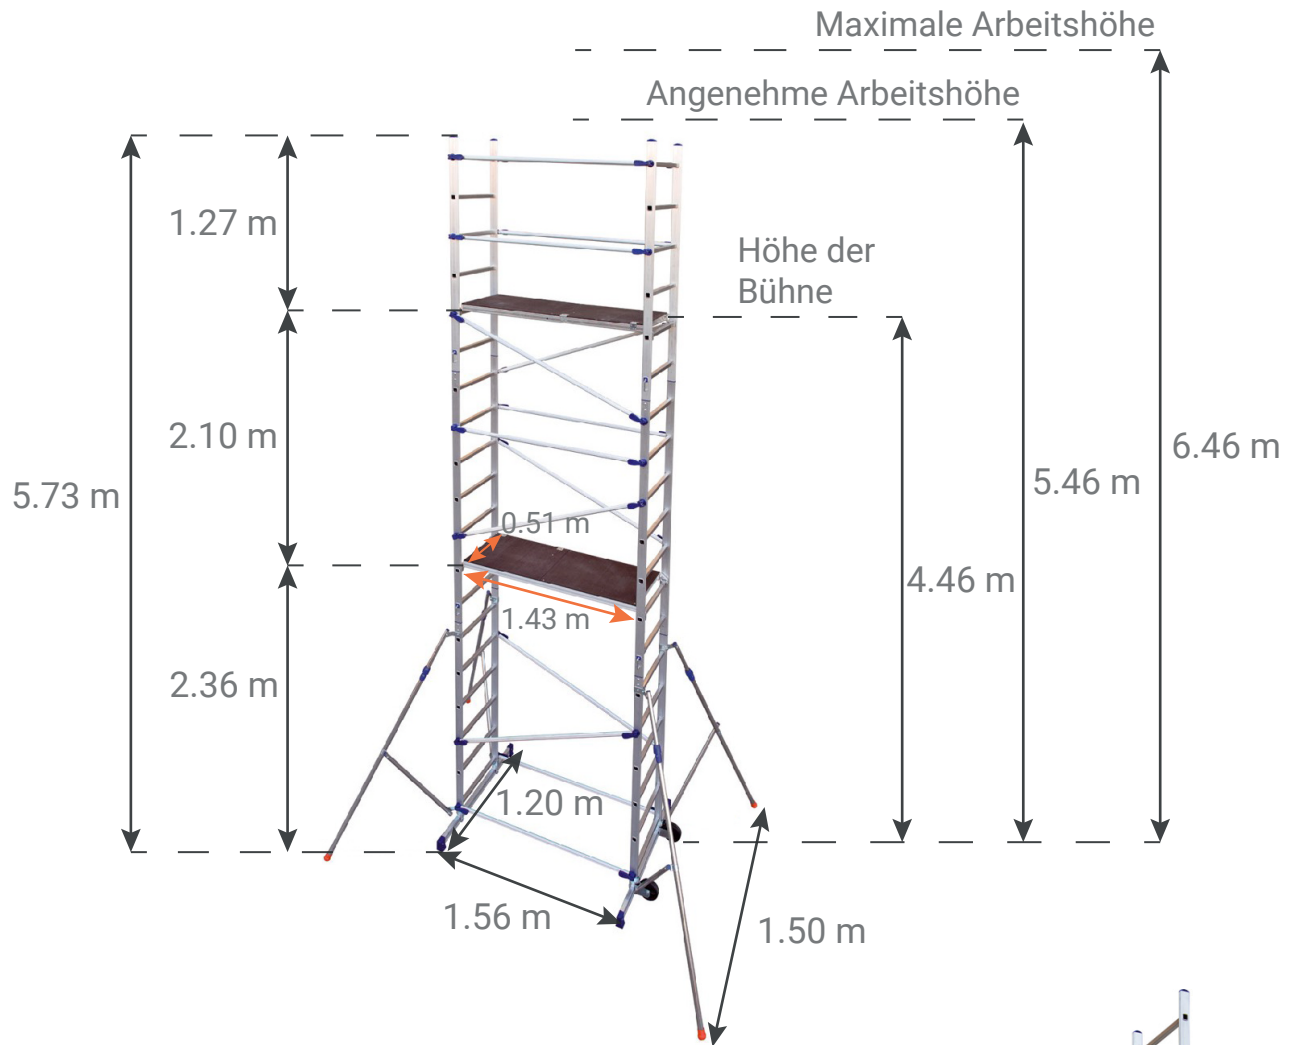 Maximale Arbeitshöhe
Angenehme Arbeitshöhe
1.27 m
Höhe der
Bühne
2.10 m
6.46 m
5.46 m
5.73 m
0.51 m
4.46 m
1.43 m
2.36 m
1.20 m
1.56 m
1.50 m